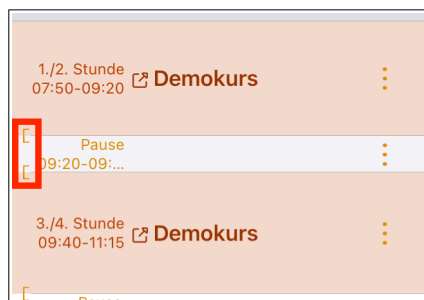 1./2. Stunde
07:50-09:20
Demokurs
Pause
09:20-09:...
3./4. Stunde
09:40-11:15
Demokurs
Pause